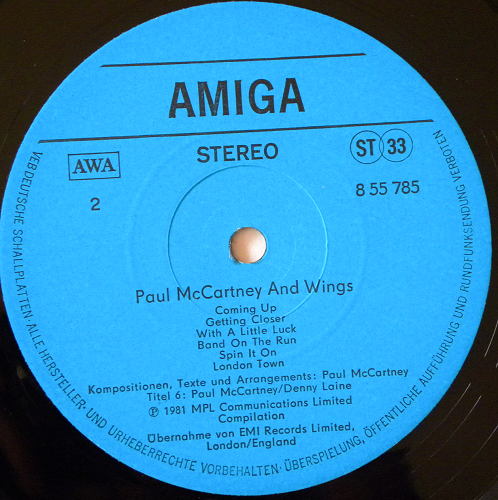 AMIGA
AWA
STEREO
ST 33
2
8 55 785
Paul McCartney And Wings
Coming Up
Getting Closer
With A Little Luck
Band On The Run
Spin It On
London Town
Kompositionen, Texte und Arrangements: Paul McCartney
Titel 6: Paul McCartney/Denny Laine
℗ 1981 MPL Communications Limited
Compilation
Übernahme von EMI Records Limited,
London/England
VEB DEUTSCHE SCHALLPLATTEN · ALLE HERSTELLER- UND URHEBERRECHTE VORBEHALTEN · ÜBERSPIELUNG, ÖFFENTLICHE AUFFÜHRUNG UND RUNDFUNKSENDUNG VERBOTEN